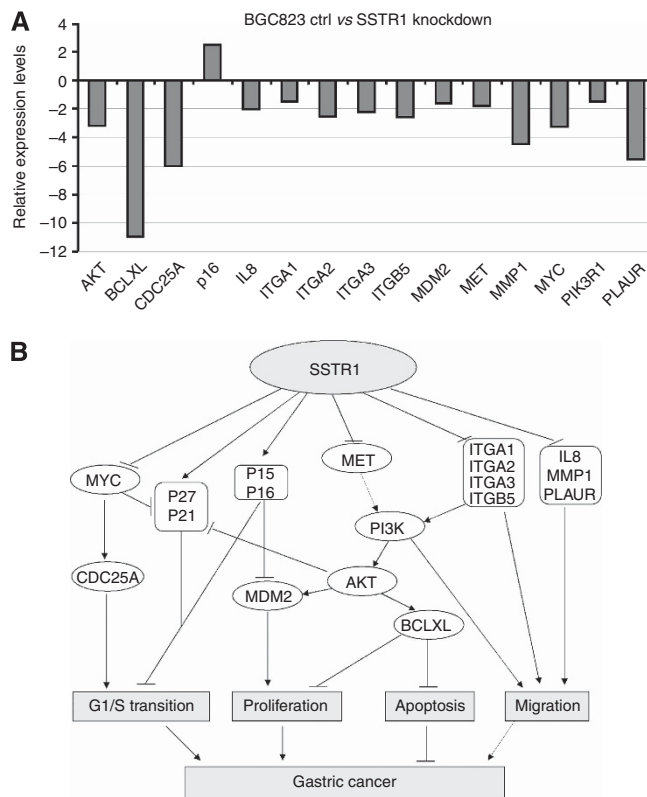 A
BGC823 ctrl vs SSTR1 knockdown
Relative expression levels
4
2
0
−2
−4
−6
−8
−10
−12
AKT
BCLXL
CDC25A
p16
IL8
ITGA1
ITGA2
ITGA3
ITGB5
MDM2
MET
MMP1
MYC
PIK3R1
PLAUR
B
SSTR1
MYC
P27
P21
P15
P16
MET
ITGA1
ITGA2
ITGA3
ITGB5
IL8
MMP1
PLAUR
PI3K
CDC25A
MDM2
AKT
BCLXL
G1/S transition
Proliferation
Apoptosis
Migration
Gastric cancer